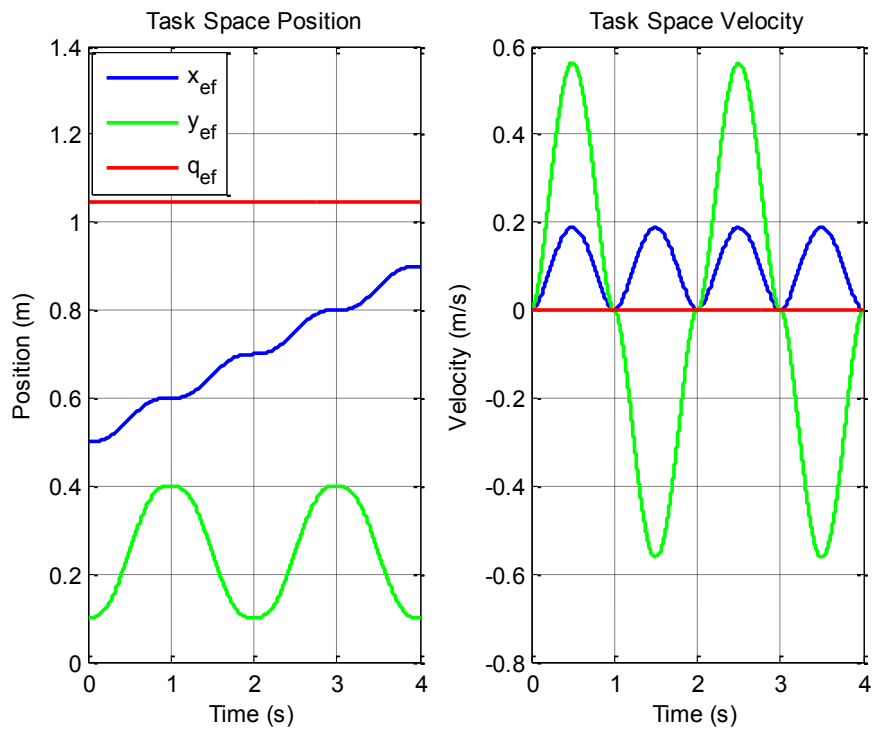 Task Space Position
1.4
1.2
1
0.8
0.6
0.4
0.2
0
Position (m)
x_ef
y_ef
q_ef
0 1 2 3 4
Time (s)
Task Space Velocity
0.6
0.4
0.2
0
-0.2
-0.4
-0.6
-0.8
Velocity (m/s)
0 1 2 3 4
Time (s)